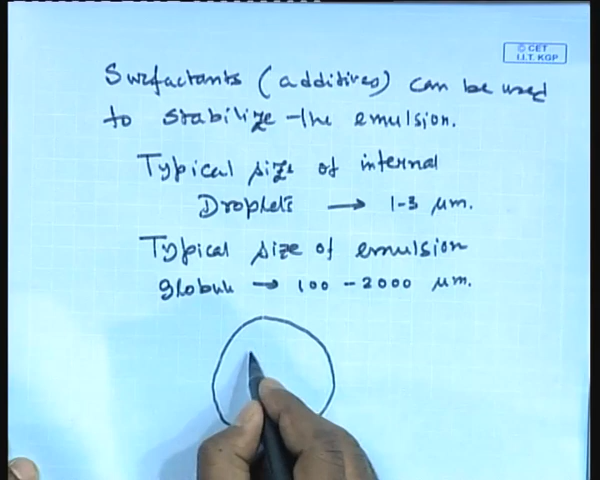 © CET
I.I.T. KGP
Surfactants (additives) can be used
to stabilize the emulsion.
Typical size of internal
Droplets → 1-3 μm.
Typical size of emulsion
globule → 100 - 2000 μm.